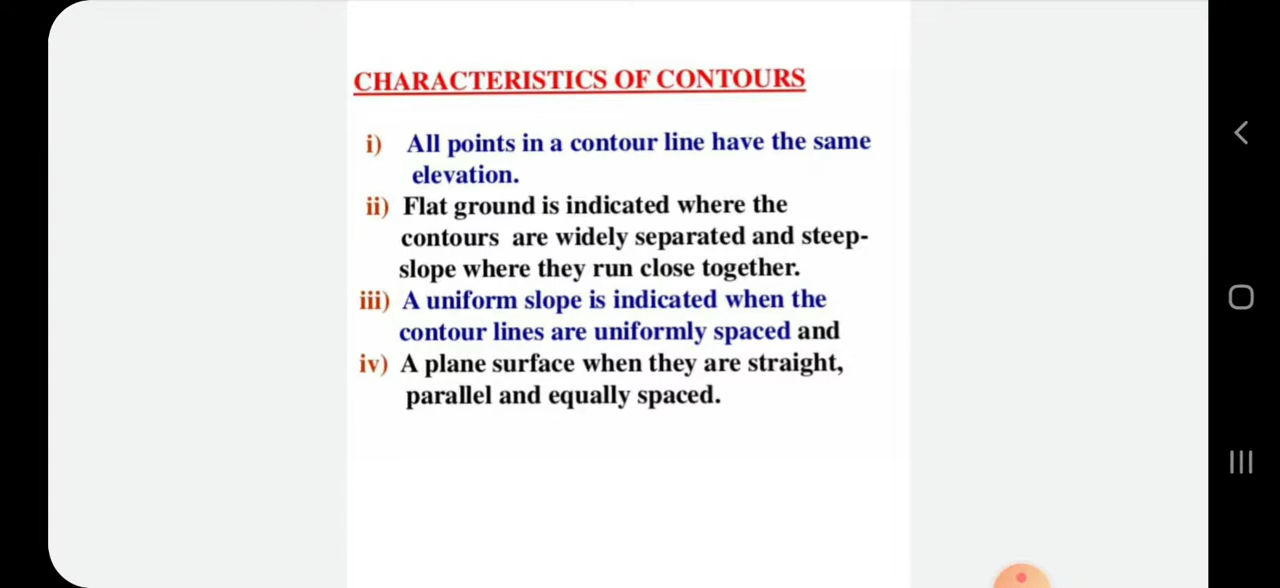 CHARACTERISTICS OF CONTOURS
i) All points in a contour line have the same
elevation.
ii) Flat ground is indicated where the
contours are widely separated and steep-
slope where they run close together.
iii) A uniform slope is indicated when the
contour lines are uniformly spaced and
iv) A plane surface when they are straight,
parallel and equally spaced.